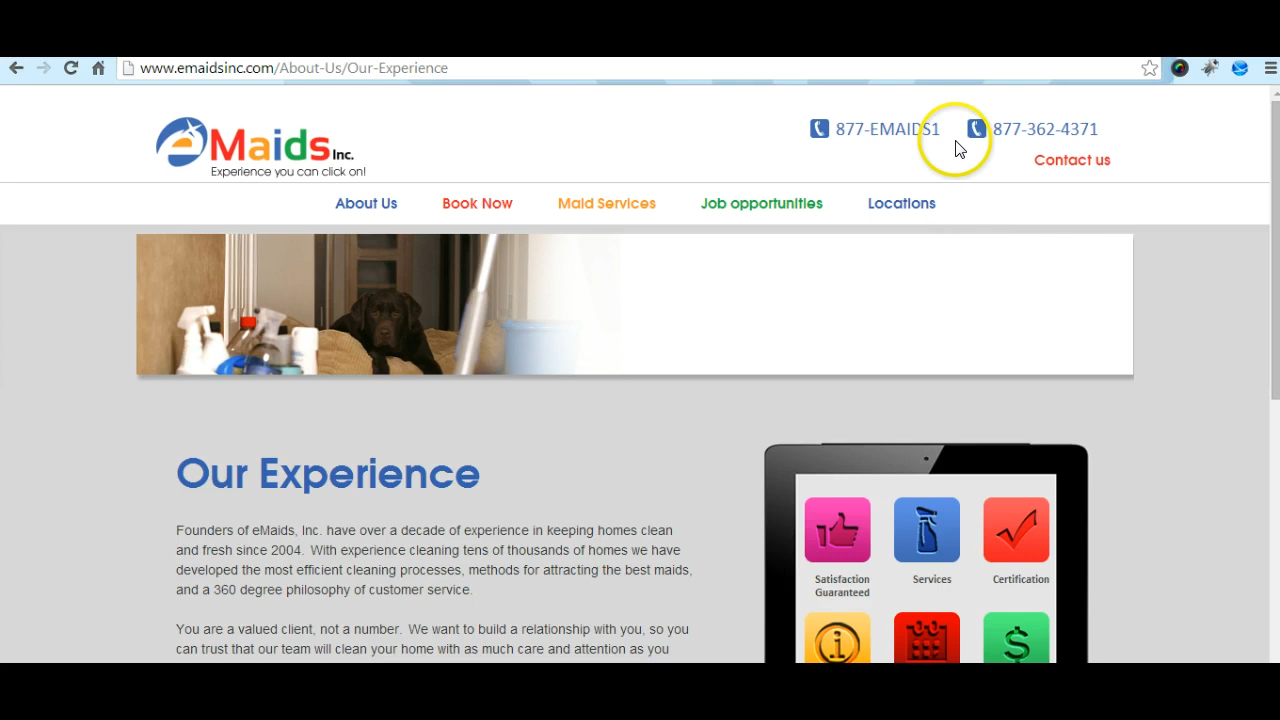 www.emaidsinc.com/About-Us/Our-Experience
eMaids Inc.
Experience you can click on!
877-EMAIDS1 877-362-4371
Contact us
About Us Book Now Maid Services Job opportunities Locations
Our Experience
Founders of eMaids, Inc. have over a decade of experience in keeping homes clean
and fresh since 2004. With experience cleaning tens of thousands of homes we have
developed the most efficient cleaning processes, methods for attracting the best maids,
and a 360 degree philosophy of customer service.
You are a valued client, not a number. We want to build a relationship with you, so you
can trust that our team will clean your home with as much care and attention as you
Satisfaction
Guaranteed
Services
Certification